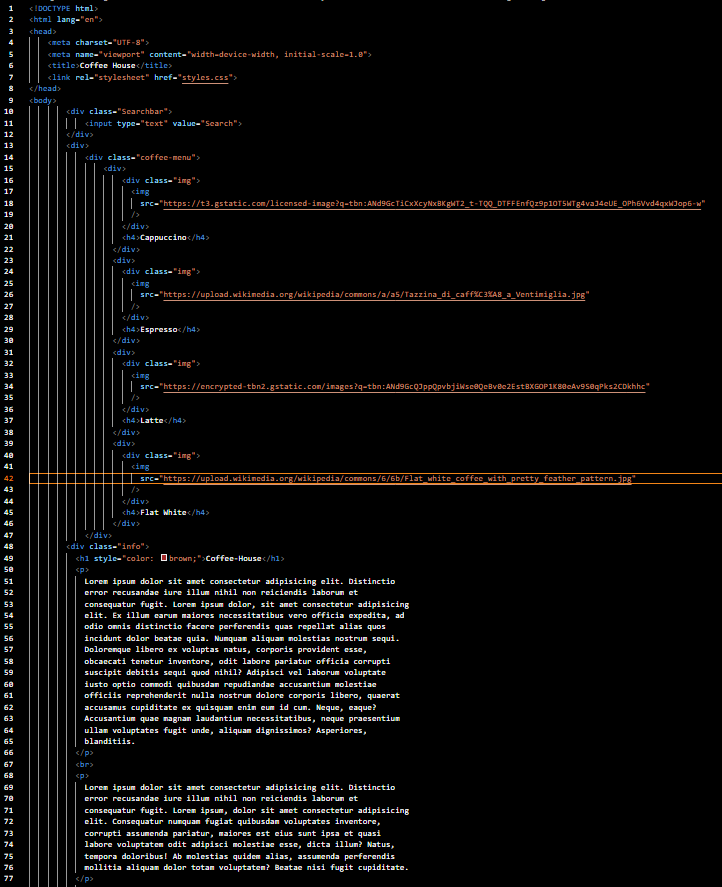 1 <!DOCTYPE html>
2 <html lang="en">
3 <head>
4 <meta charset="UTF-8">
5 <meta name="viewport" content="width=device-width, initial-scale=1.0">
6 <title>Coffee House</title>
7 <link rel="stylesheet" href="styles.css">
8 </head>
9 <body>
10 <div class="Searchbar">
11 <input type="text" value="Search">
12 </div>
13 <div>
14 <div class="coffee-menu">
15 <div>
16 <div class="img">
17 <img
18 src="https://t3.gstatic.com/licensed-image?q=tbn:ANd9GcTiCxXcyNxBKgWT2_t-TQQ_DTFFEnfQz9p1OT5WTg4vaJ4eUE_OPh6Vvd4qxWJop6-w"
19 />
20 </div>
21 <h4>Cappuccino</h4>
22 </div>
23 <div>
24 <div class="img">
25 <img
26 src="https://upload.wikimedia.org/wikipedia/commons/a/a5/Tazzina_di_caff%C3%A8_a_Ventimiglia.jpg"
27 />
28 </div>
29 <h4>Espresso</h4>
30 </div>
31 <div>
32 <div class="img">
33 <img
34 src="https://encrypted-tbn2.gstatic.com/images?q=tbn:ANd9GcQJppQpvbjiWse0Qe8v0e2EstBXGOP1K80eAv9S0qPks2CDkhhc"
35 />
36 </div>
37 <h4>Latte</h4>
38 </div>
39 <div>
40 <div class="img">
41 <img
42 src="https://upload.wikimedia.org/wikipedia/commons/6/6b/Flat_white_coffee_with_pretty_feather_pattern.jpg"
43 />
44 </div>
45 <h4>Flat White</h4>
46 </div>
47 </div>
48 <div class="info">
49 <h1 style="color: brown;">Coffee-House</h1>
50 <p>
51 Lorem ipsum dolor sit amet consectetur adipisicing elit. Distinctio
52 error recusandae iure illum nihil non reiciendis laborum et
53 consequatur fugit. Lorem ipsum dolor, sit amet consectetur adipisicing
54 elit. Ex illum earum maiores necessitatibus vero officia expedita, ad
55 odio omnis distinctio facere perferendis quas repellat alias quos
56 incidunt dolor beatae quia. Numquam aliquam molestias nostrum sequi.
57 Doloremque libero ex voluptas natus, corporis provident esse,
58 obcaecati tenetur inventore, odit labore pariatur officia corrupti
59 suscipit debitis sequi quod nihil? Adipisci vel laborum voluptate
60 iusto optio commodi quibusdam repudiandae accusantium molestiae
61 officiis reprehenderit nulla nostrum dolore corporis libero, quaerat
62 accusamus cupiditate ex quisquam enim eum id cum. Neque, eaque?
63 Accusantium quae magnam laudantium necessitatibus, neque praesentium
64 ullam voluptates fugit unde, aliquam dignissimos? Asperiores,
65 blanditiis.
66 </p>
67 <br>
68 <p>
69 Lorem ipsum dolor sit amet consectetur adipisicing elit. Distinctio
70 error recusandae iure illum nihil non reiciendis laborum et
71 consequatur fugit. Lorem ipsum, dolor sit amet consectetur adipisicing
72 elit. Consequatur numquam fugiat quibusdam voluptates inventore,
73 corrupti assumenda pariatur, maiores est eius sunt ipsa et quasi
74 labore voluptatem odit adipisci molestiae esse, dicta illum? Natus,
75 tempora doloribus! Ab molestias quidem alias, assumenda perferendis
76 mollitia aliquam dolor totam voluptatem? Beatae nisi fugit cupiditate.
77 </p>